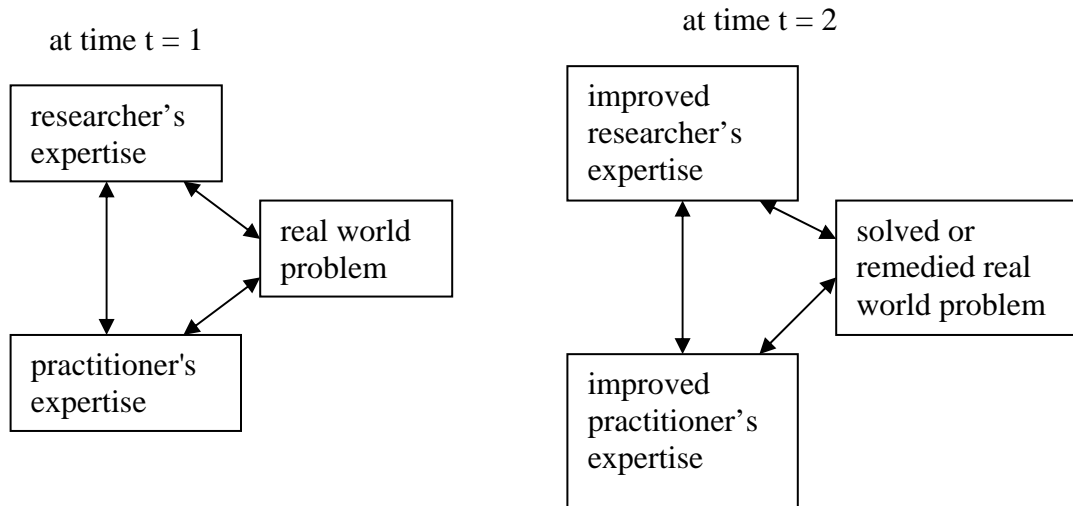 at time t = 1
researcher’s
expertise
real world
problem
practitioner's
expertise
at time t = 2
improved
researcher’s
expertise
solved or
remedied real
world problem
improved
practitioner’s
expertise